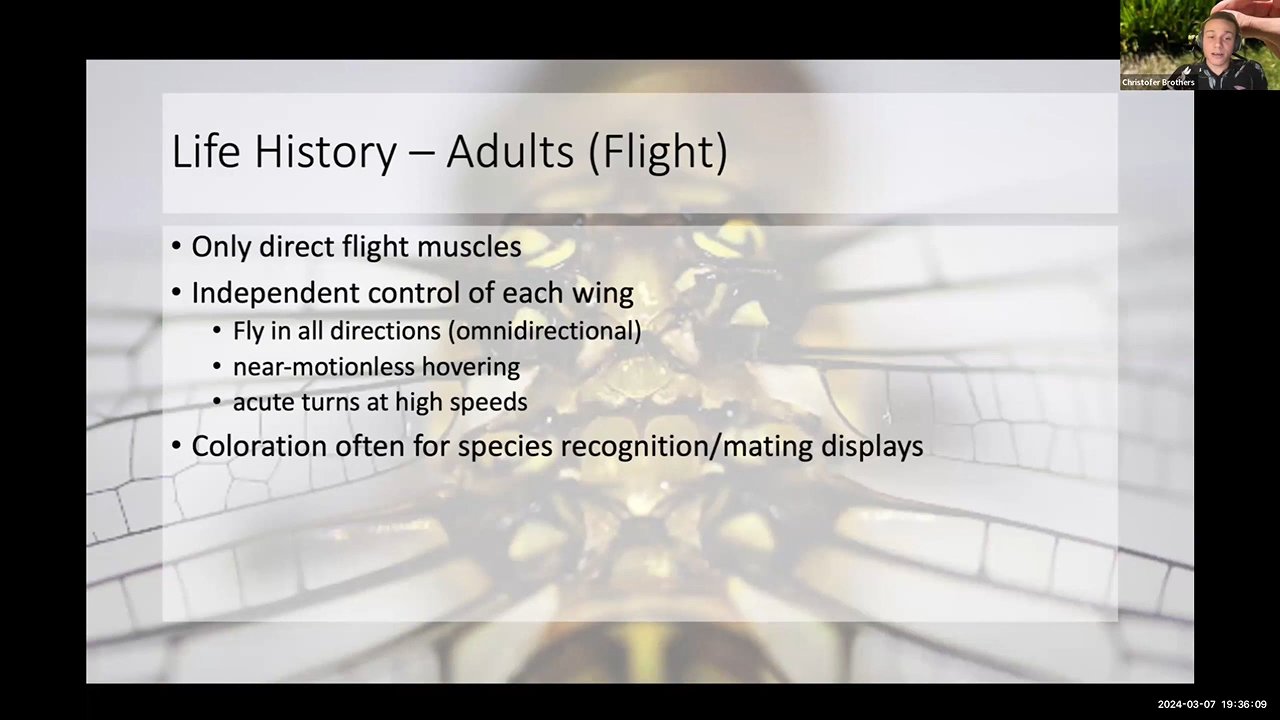 Christofer Brothers
Life History – Adults (Flight)
• Only direct flight muscles
• Independent control of each wing
• Fly in all directions (omnidirectional)
• near-motionless hovering
• acute turns at high speeds
• Coloration often for species recognition/mating displays
2024-03-07 19:36:09